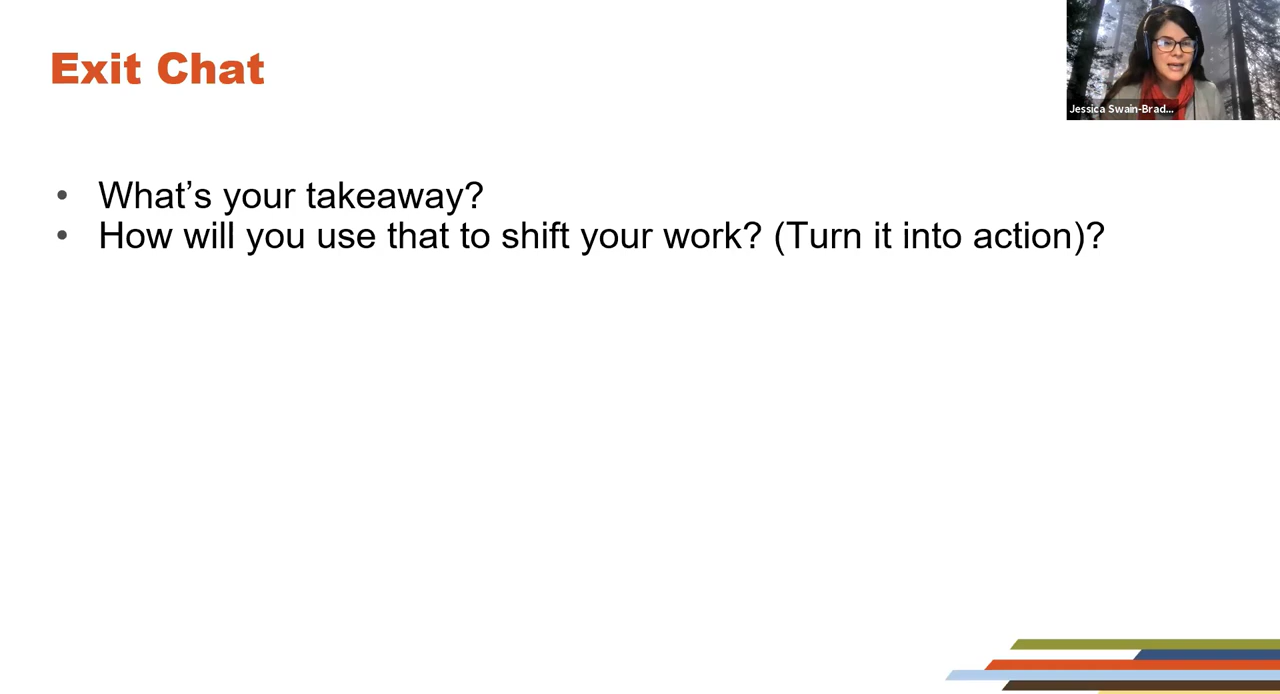 Exit Chat
Jessica Swain-Brad...
• What’s your takeaway?
• How will you use that to shift your work? (Turn it into action)?